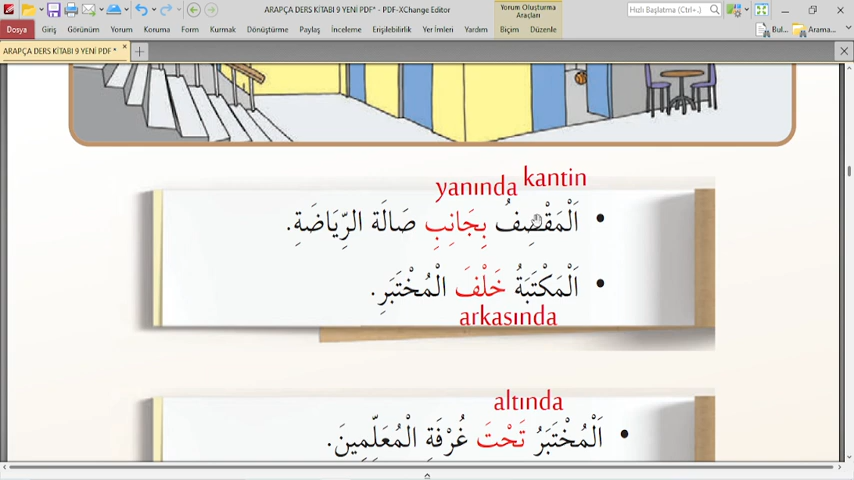 ARAPÇA DERS KİTABI 9 YENİ PDF* - PDF-XChange Editor
Yorum Oluşturma Araçları
Hızlı Başlatma (Ctrl+.)
Dosya Giriş Görünüm Yorum Koruma Dönüştürme Paylaş İnceleme Erişilebilirlik Yer İmleri Yardım Biçim Düzenle Bul... Arama...
ARAPÇA DERS KİTABI 9 YENİ PDF *
yanında kantin
• اَلْمَقْصِفُ بِجَانِبِ صَالَة الرِّيَاضَةِ.
• اَلْمَكْتَبَةُ خَلْفَ الْمُخْتَبَرِ.
arkasında
altında
• اَلْمُخْتَبَرُ تَحْتَ غُرْفَةِ الْمُعَلِّمِينَ.